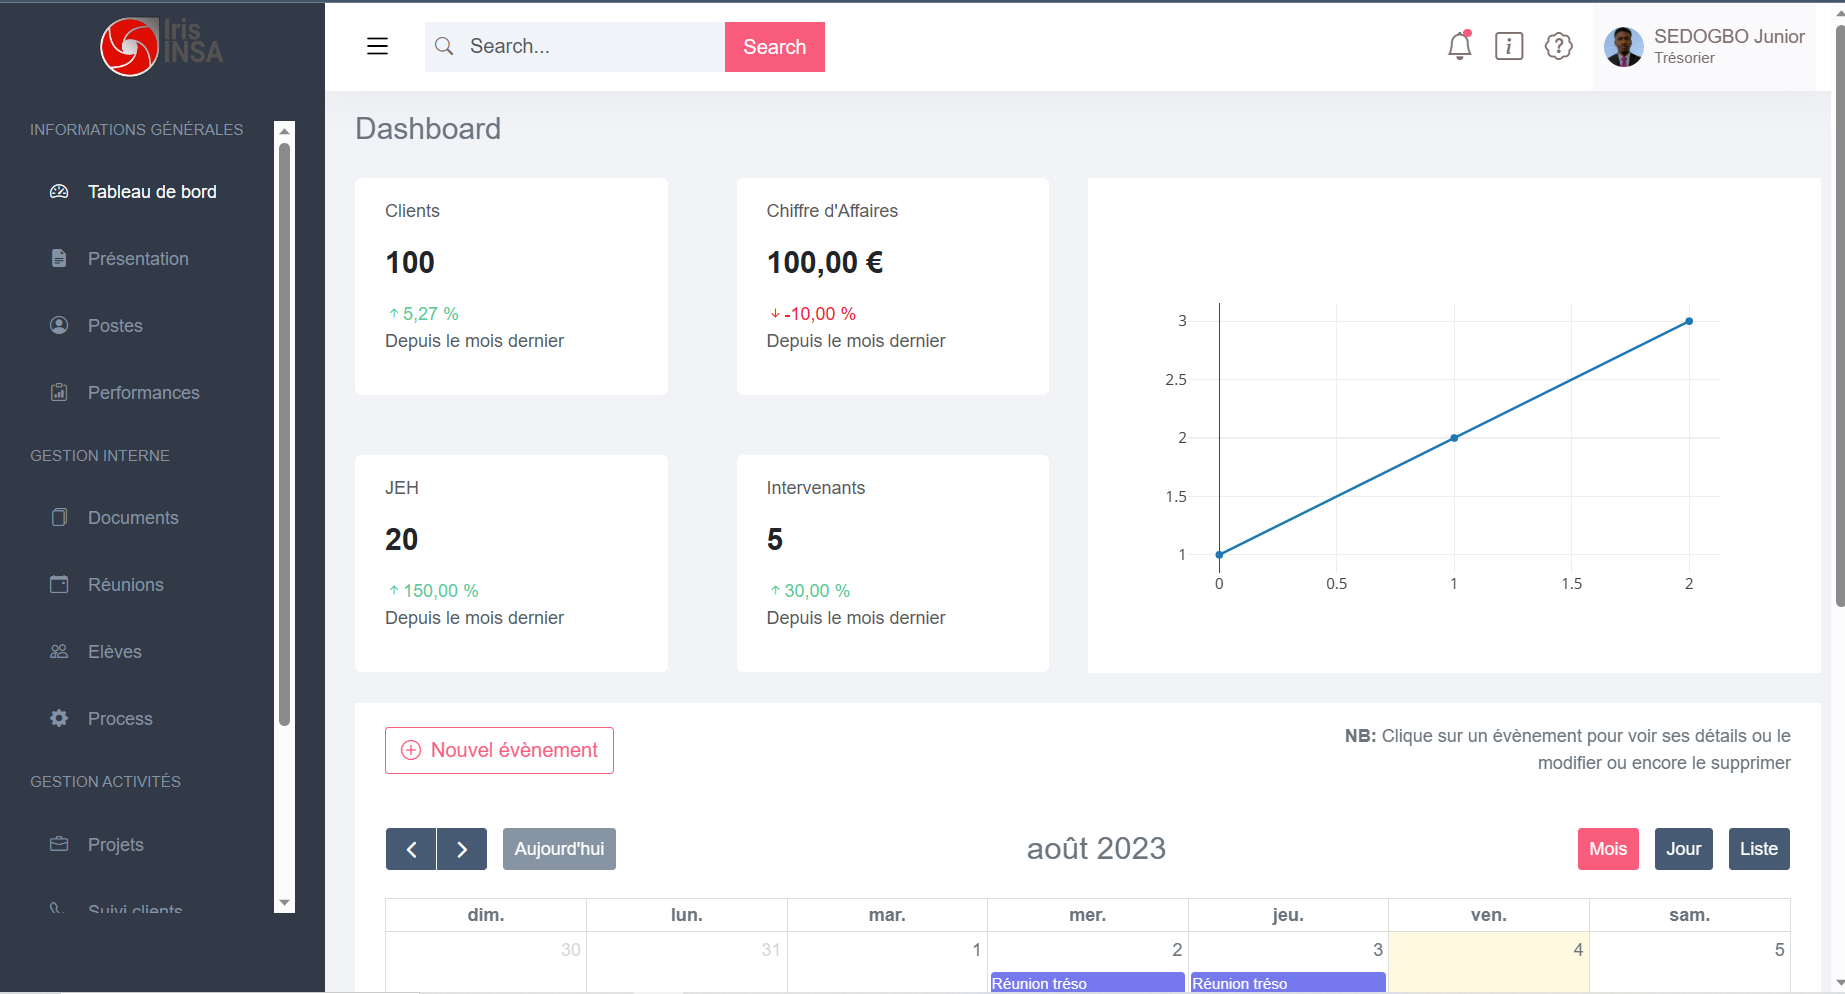 Iris
INSA
INFORMATIONS GÉNÉRALES
Tableau de bord
Présentation
Postes
Performances
GESTION INTERNE
Documents
Réunions
Elèves
Process
GESTION ACTIVITÉS
Projets
Suivi clients
Search...
Search
SEDOGBO Junior
Trésorier
Dashboard
Clients
100
5,27 %
Depuis le mois dernier
Chiffre d'Affaires
100,00 €
-10,00 %
Depuis le mois dernier
JEH
20
150,00 %
Depuis le mois dernier
Intervenants
5
30,00 %
Depuis le mois dernier
3
2.5
2
1.5
1
0 0.5 1 1.5 2
Nouvel évènement
NB: Clique sur un évènement pour voir ses détails ou le
modifier ou encore le supprimer
Aujourd'hui
août 2023
Mois Jour Liste
dim. lun. mar. mer. jeu. ven. sam.
30 31 1 2 3 4 5
Réunion tréso Réunion tréso